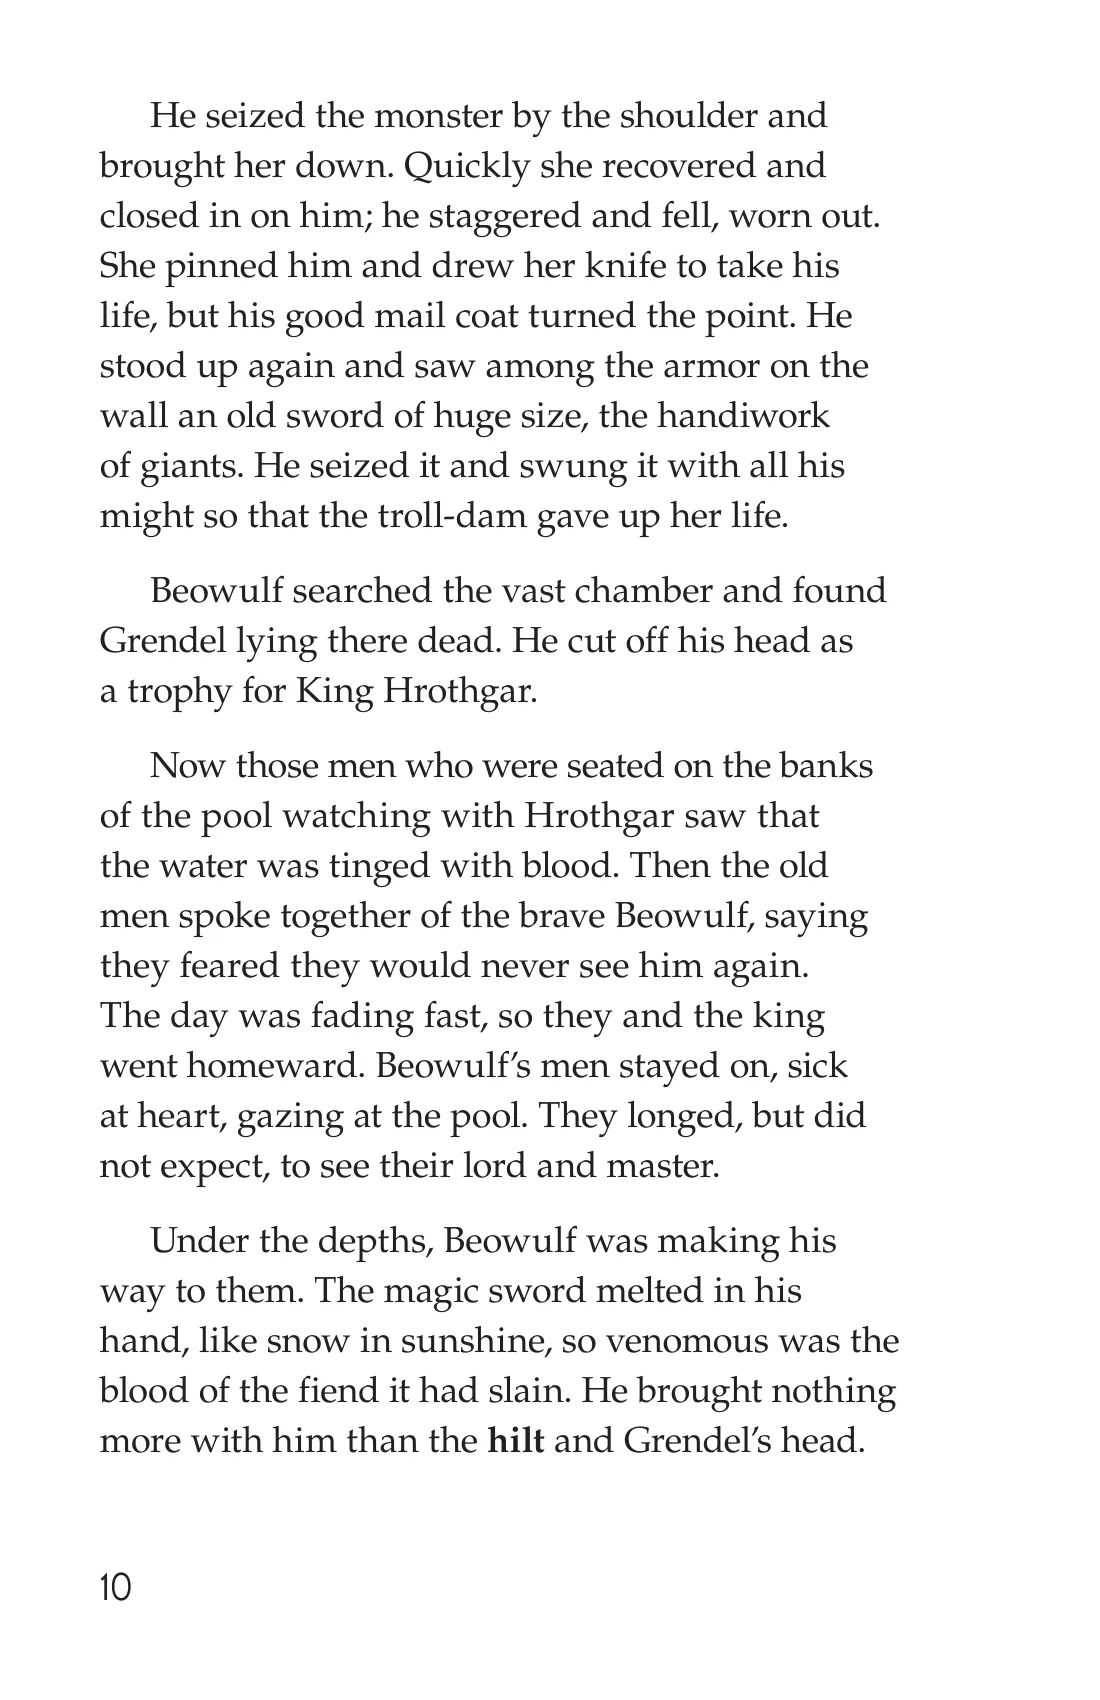 He seized the monster by the shoulder and
brought her down. Quickly she recovered and
closed in on him; he staggered and fell, worn out.
She pinned him and drew her knife to take his
life, but his good mail coat turned the point. He
stood up again and saw among the armor on the
wall an old sword of huge size, the handiwork
of giants. He seized it and swung it with all his
might so that the troll-dam gave up her life.
Beowulf searched the vast chamber and found
Grendel lying there dead. He cut off his head as
a trophy for King Hrothgar.
Now those men who were seated on the banks
of the pool watching with Hrothgar saw that
the water was tinged with blood. Then the old
men spoke together of the brave Beowulf, saying
they feared they would never see him again.
The day was fading fast, so they and the king
went homeward. Beowulf’s men stayed on, sick
at heart, gazing at the pool. They longed, but did
not expect, to see their lord and master.
Under the depths, Beowulf was making his
way to them. The magic sword melted in his
hand, like snow in sunshine, so venomous was the
blood of the fiend it had slain. He brought nothing
more with him than the hilt and Grendel’s head.
10